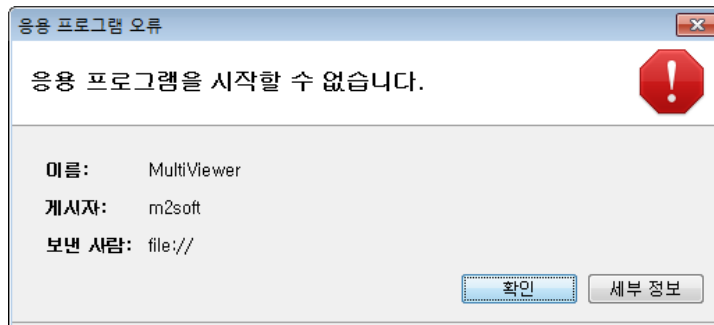 응용 프로그램 오류
응용 프로그램을 시작할 수 없습니다.
이름: MultiViewer
게시자: m2soft
보낸 사람: file://
확인 세부 정보